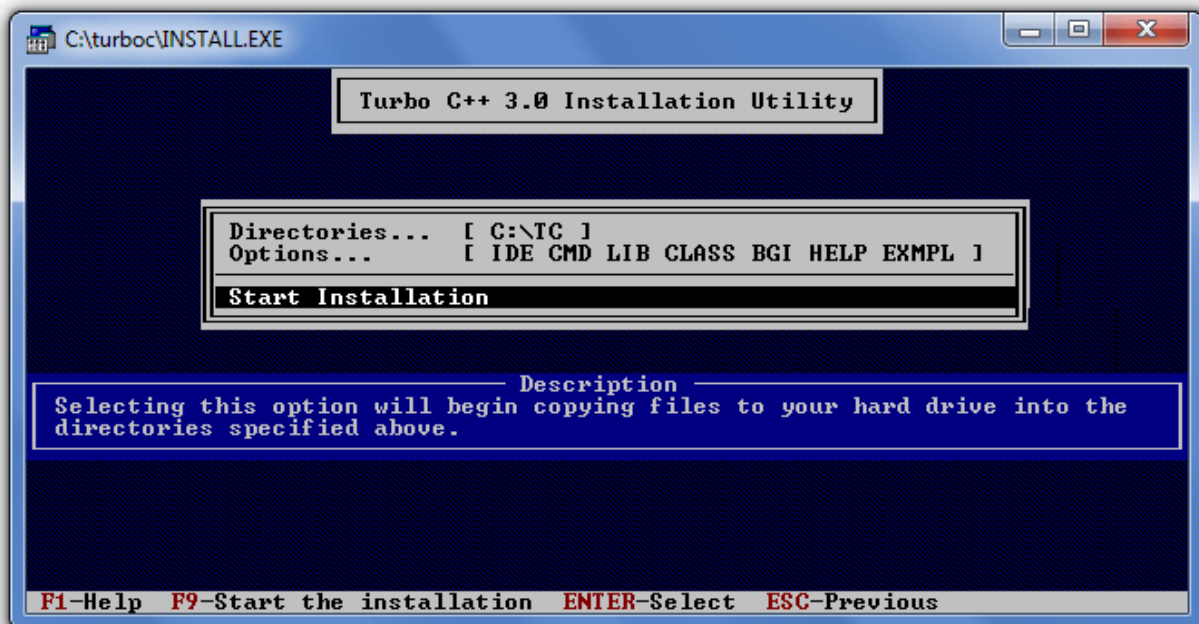 C:\turboc\INSTALL.EXE
Turbo C++ 3.0 Installation Utility
Directories... [ C:\TC ]
Options... [ IDE CMD LIB CLASS BGI HELP EXMPL ]
Start Installation
Description
Selecting this option will begin copying files to your hard drive into the
directories specified above.
F1-Help F9-Start the installation ENTER-Select ESC-Previous